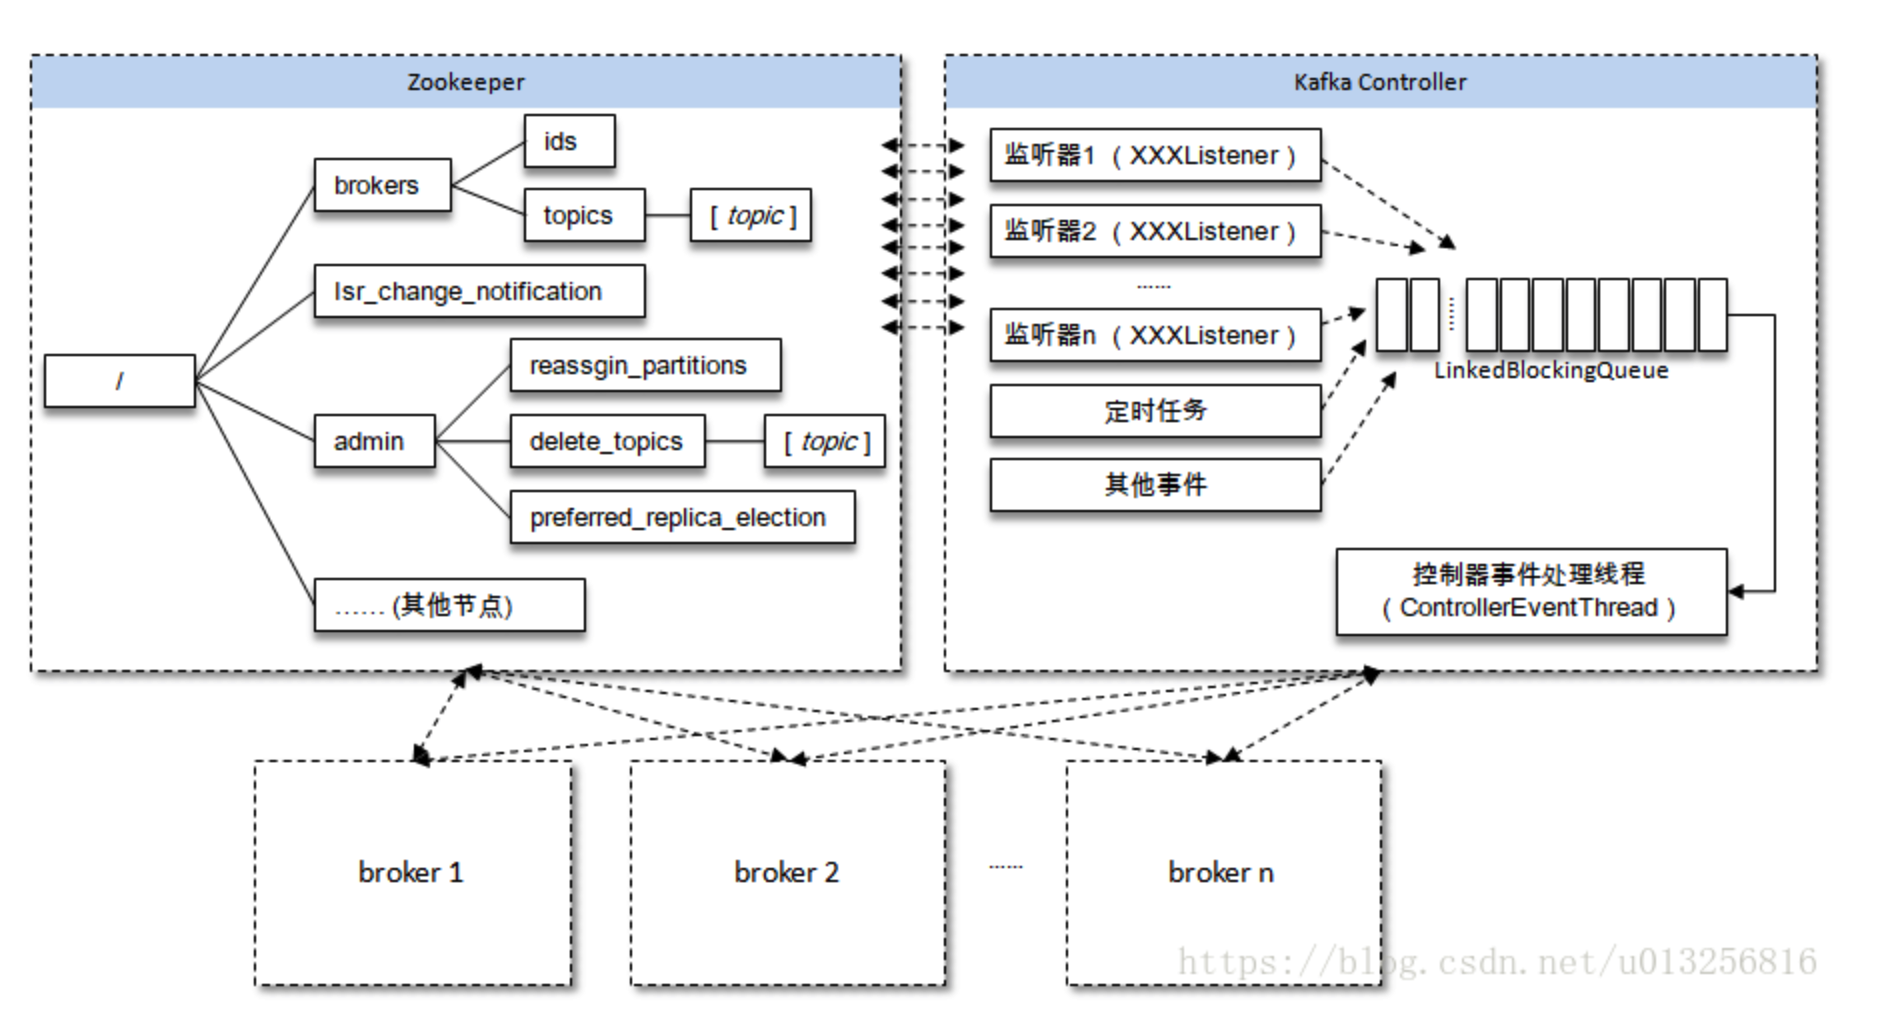 Zookeeper
/
brokers
ids
topics
[ topic ]
Isr_change_notification
admin
reassgin_partitions
delete_topics
[ topic ]
preferred_replica_election
…… (其他节点)
Kafka Controller
监听器1 （ XXXListener ）
监听器2 （ XXXListener ）
……
监听器n （ XXXListener ）
定时任务
其他事件
LinkedBlockingQueue
控制器事件处理线程
（ ControllerEventThread ）
broker 1
broker 2
……
broker n
https://blog.csdn.net/u013256816